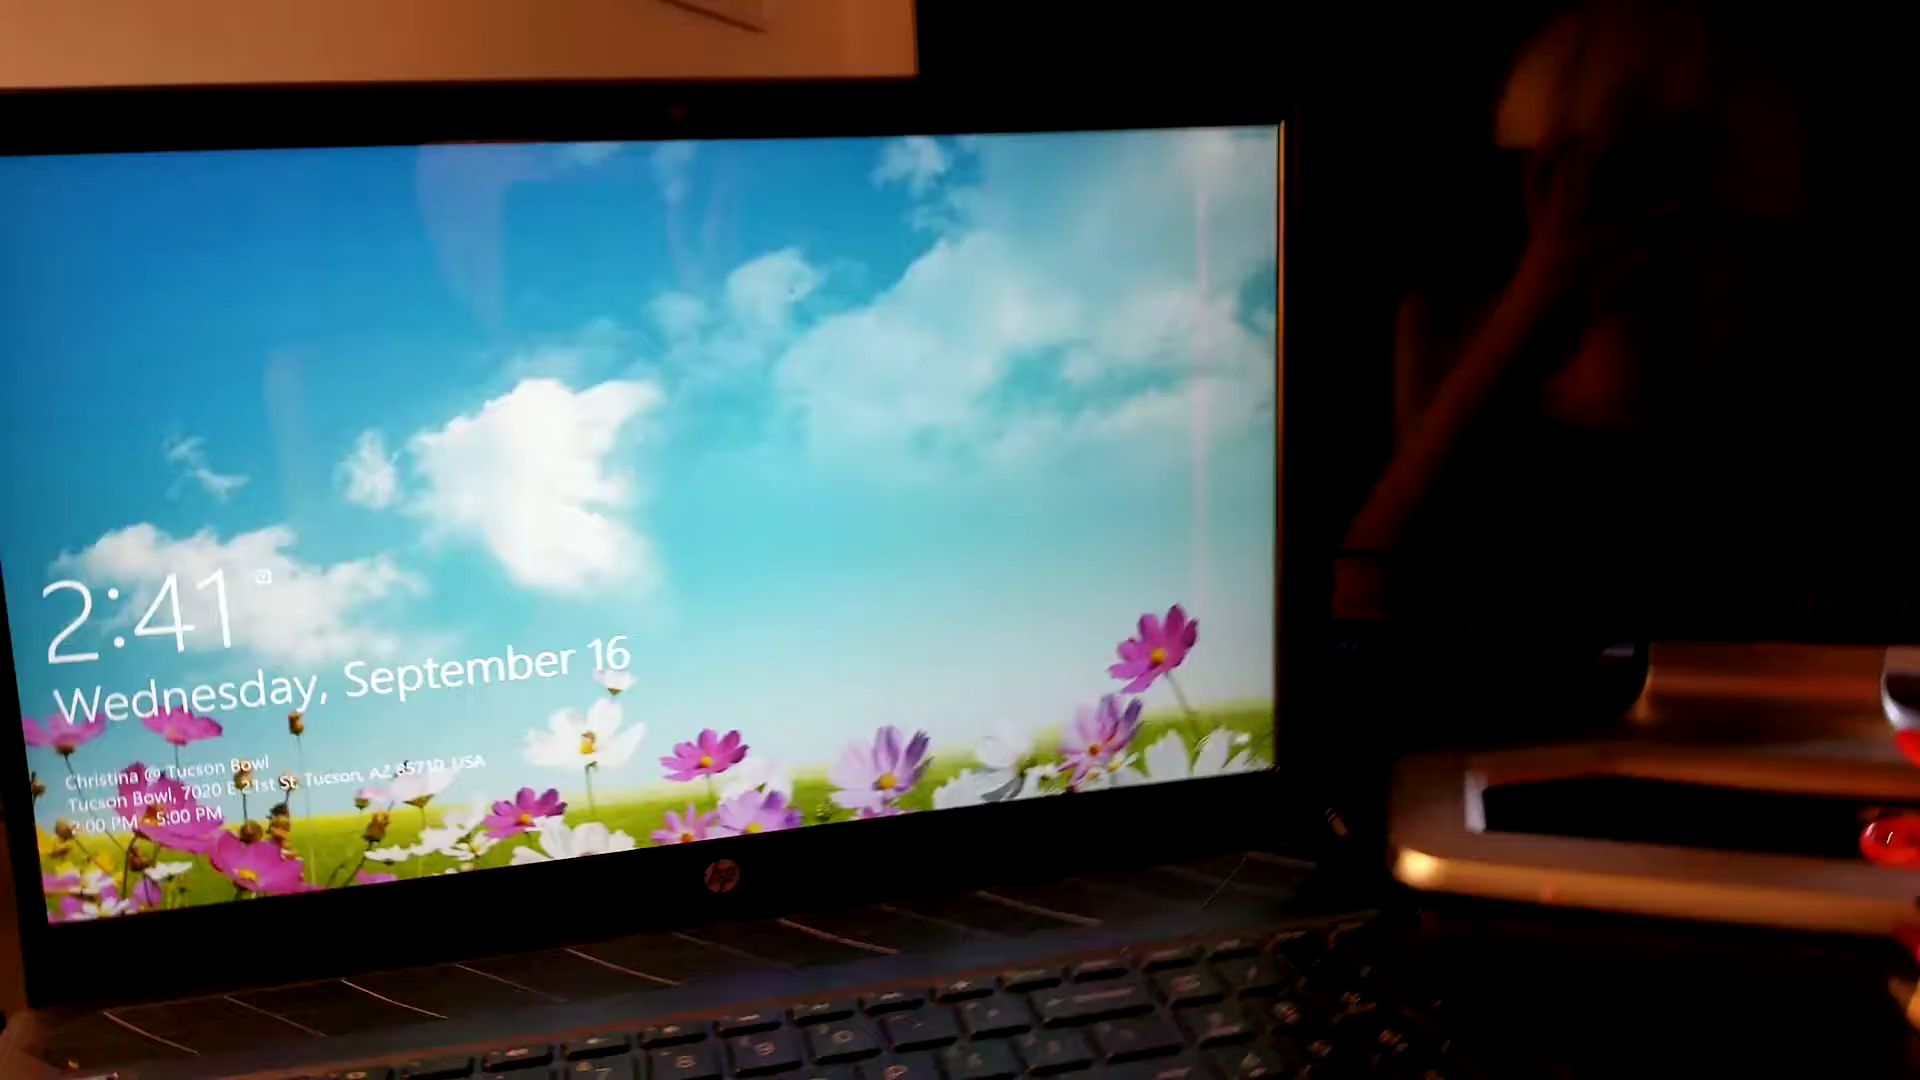 2:41
Wednesday, September 16
Christina @ Tucson Bowl
Tucson Bowl, 7020 E 21st St, Tucson, AZ 85710, USA
2:00 PM - 5:00 PM
hp